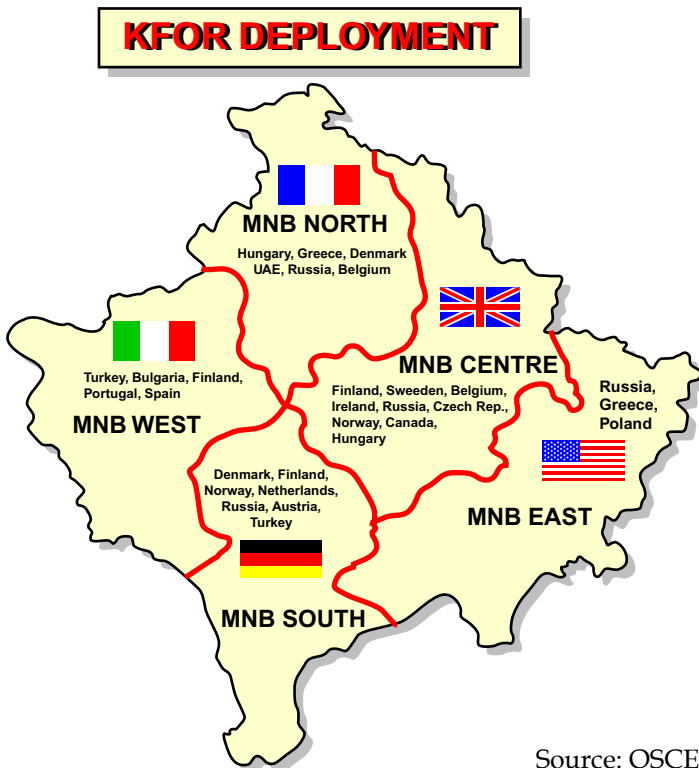 KFOR DEPLOYMENT
MNB NORTH
Hungary, Greece, Denmark
UAE, Russia, Belgium
MNB CENTRE
Finland, Sweeden, Belgium,
Ireland, Russia, Czech Rep.,
Norway, Canada,
Hungary
Turkey, Bulgaria, Finland,
Portugal, Spain
MNB WEST
Russia,
Greece,
Poland
MNB EAST
Denmark, Finland,
Norway, Netherlands,
Russia, Austria,
Turkey
MNB SOUTH
Source: OSCE